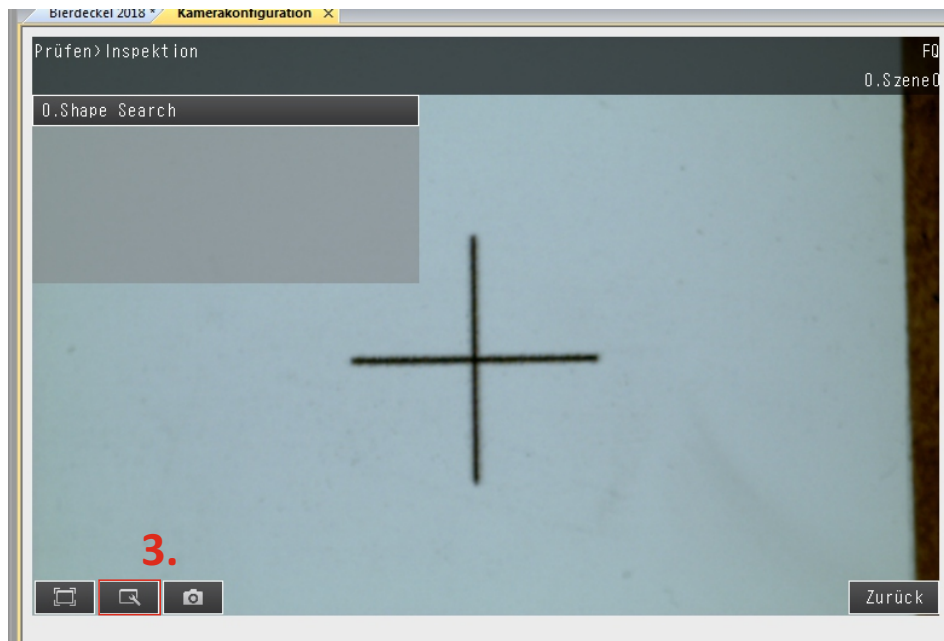 Bierdeckel 2018 *
Kamerakonfiguration ×
Prüfen>Inspektion
FQ
0.Szene0
0.Shape Search
3.
Zurück